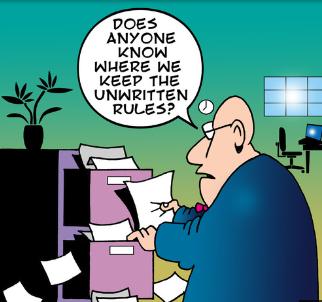 DOES
ANYONE
KNOW
WHERE WE
KEEP THE
UNWRITTEN
RULES?